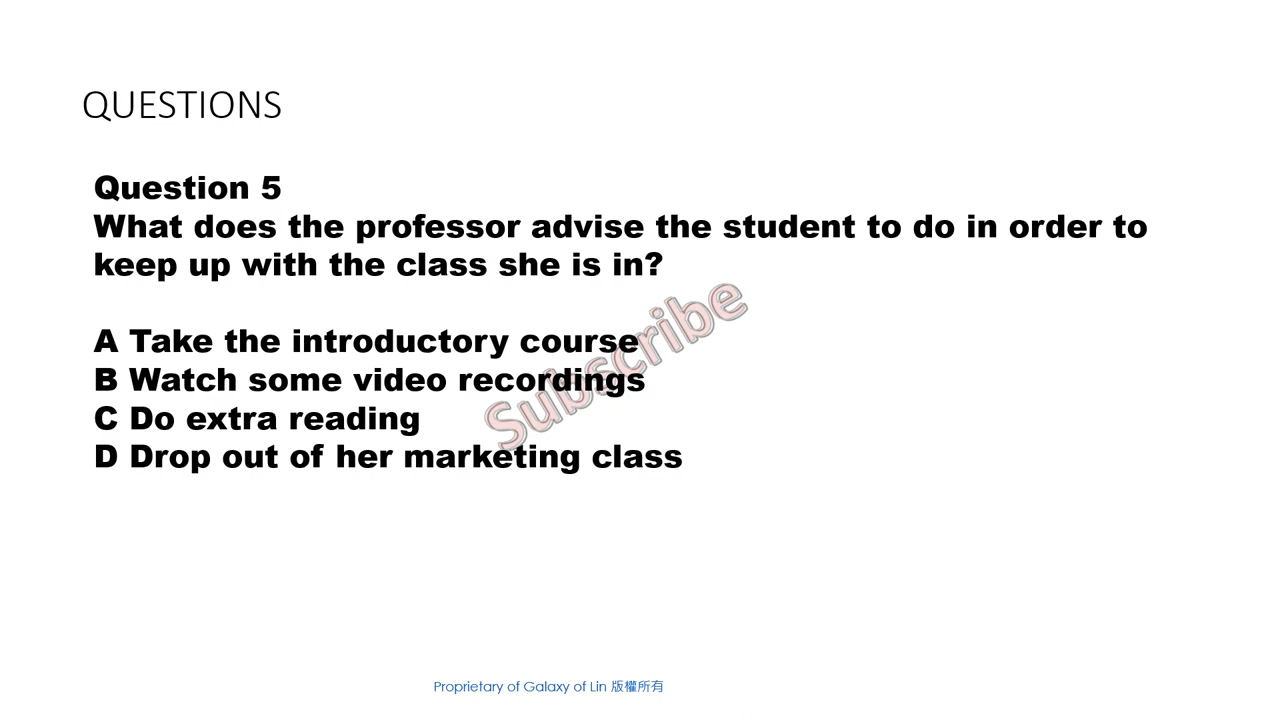 QUESTIONS
Question 5
What does the professor advise the student to do in order to
keep up with the class she is in?
A Take the introductory course
B Watch some video recordings
C Do extra reading
D Drop out of her marketing class
Subscribe
Proprietary of Galaxy of Lin 版權所有